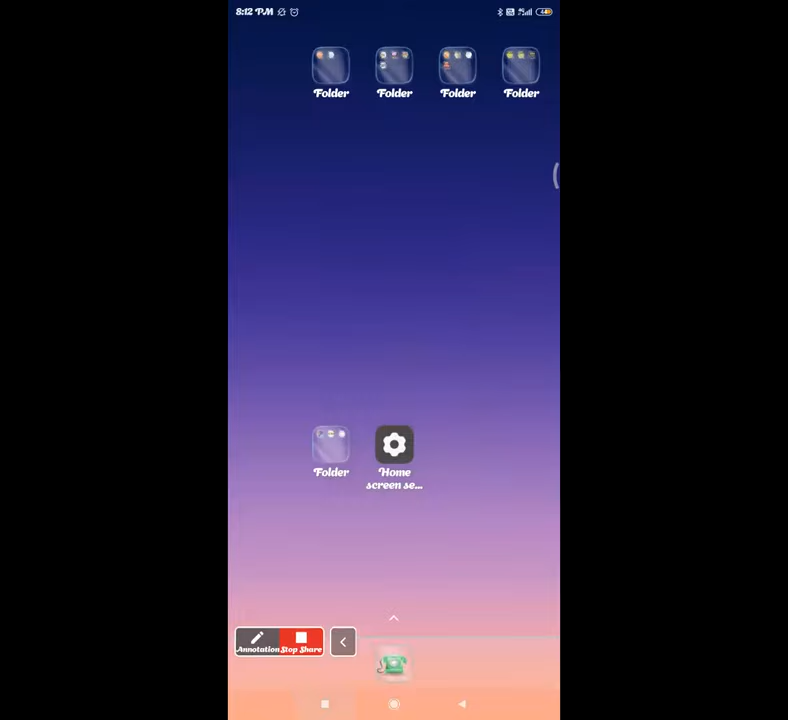 8:12 PM
Folder Folder Folder Folder
Folder Home
screen se...
Annotation Stop Share